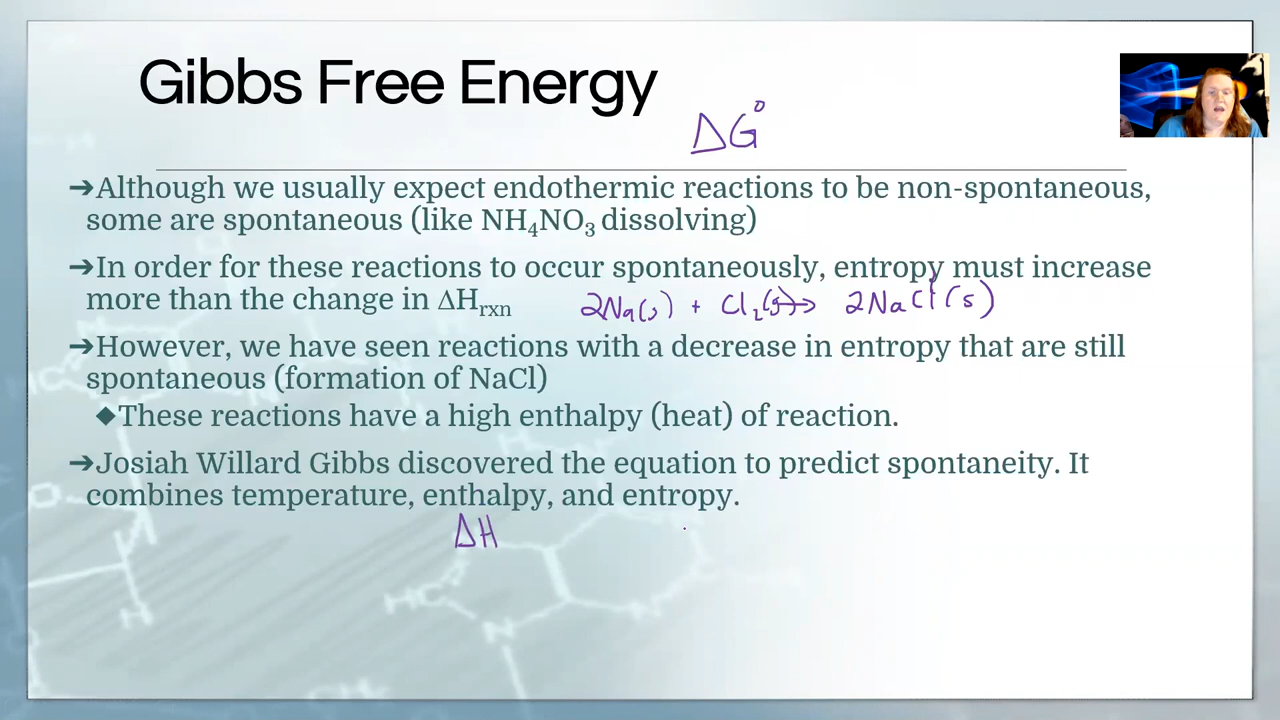 Gibbs Free Energy
ΔG°
➔Although we usually expect endothermic reactions to be non-spontaneous,
some are spontaneous (like NH₄NO₃ dissolving)
➔In order for these reactions to occur spontaneously, entropy must increase
more than the change in ΔHrxn 2Na(s) + Cl₂(g)→ 2NaCl(s)
➔However, we have seen reactions with a decrease in entropy that are still
spontaneous (formation of NaCl)
◆These reactions have a high enthalpy (heat) of reaction.
➔Josiah Willard Gibbs discovered the equation to predict spontaneity. It
combines temperature, enthalpy, and entropy.
ΔH